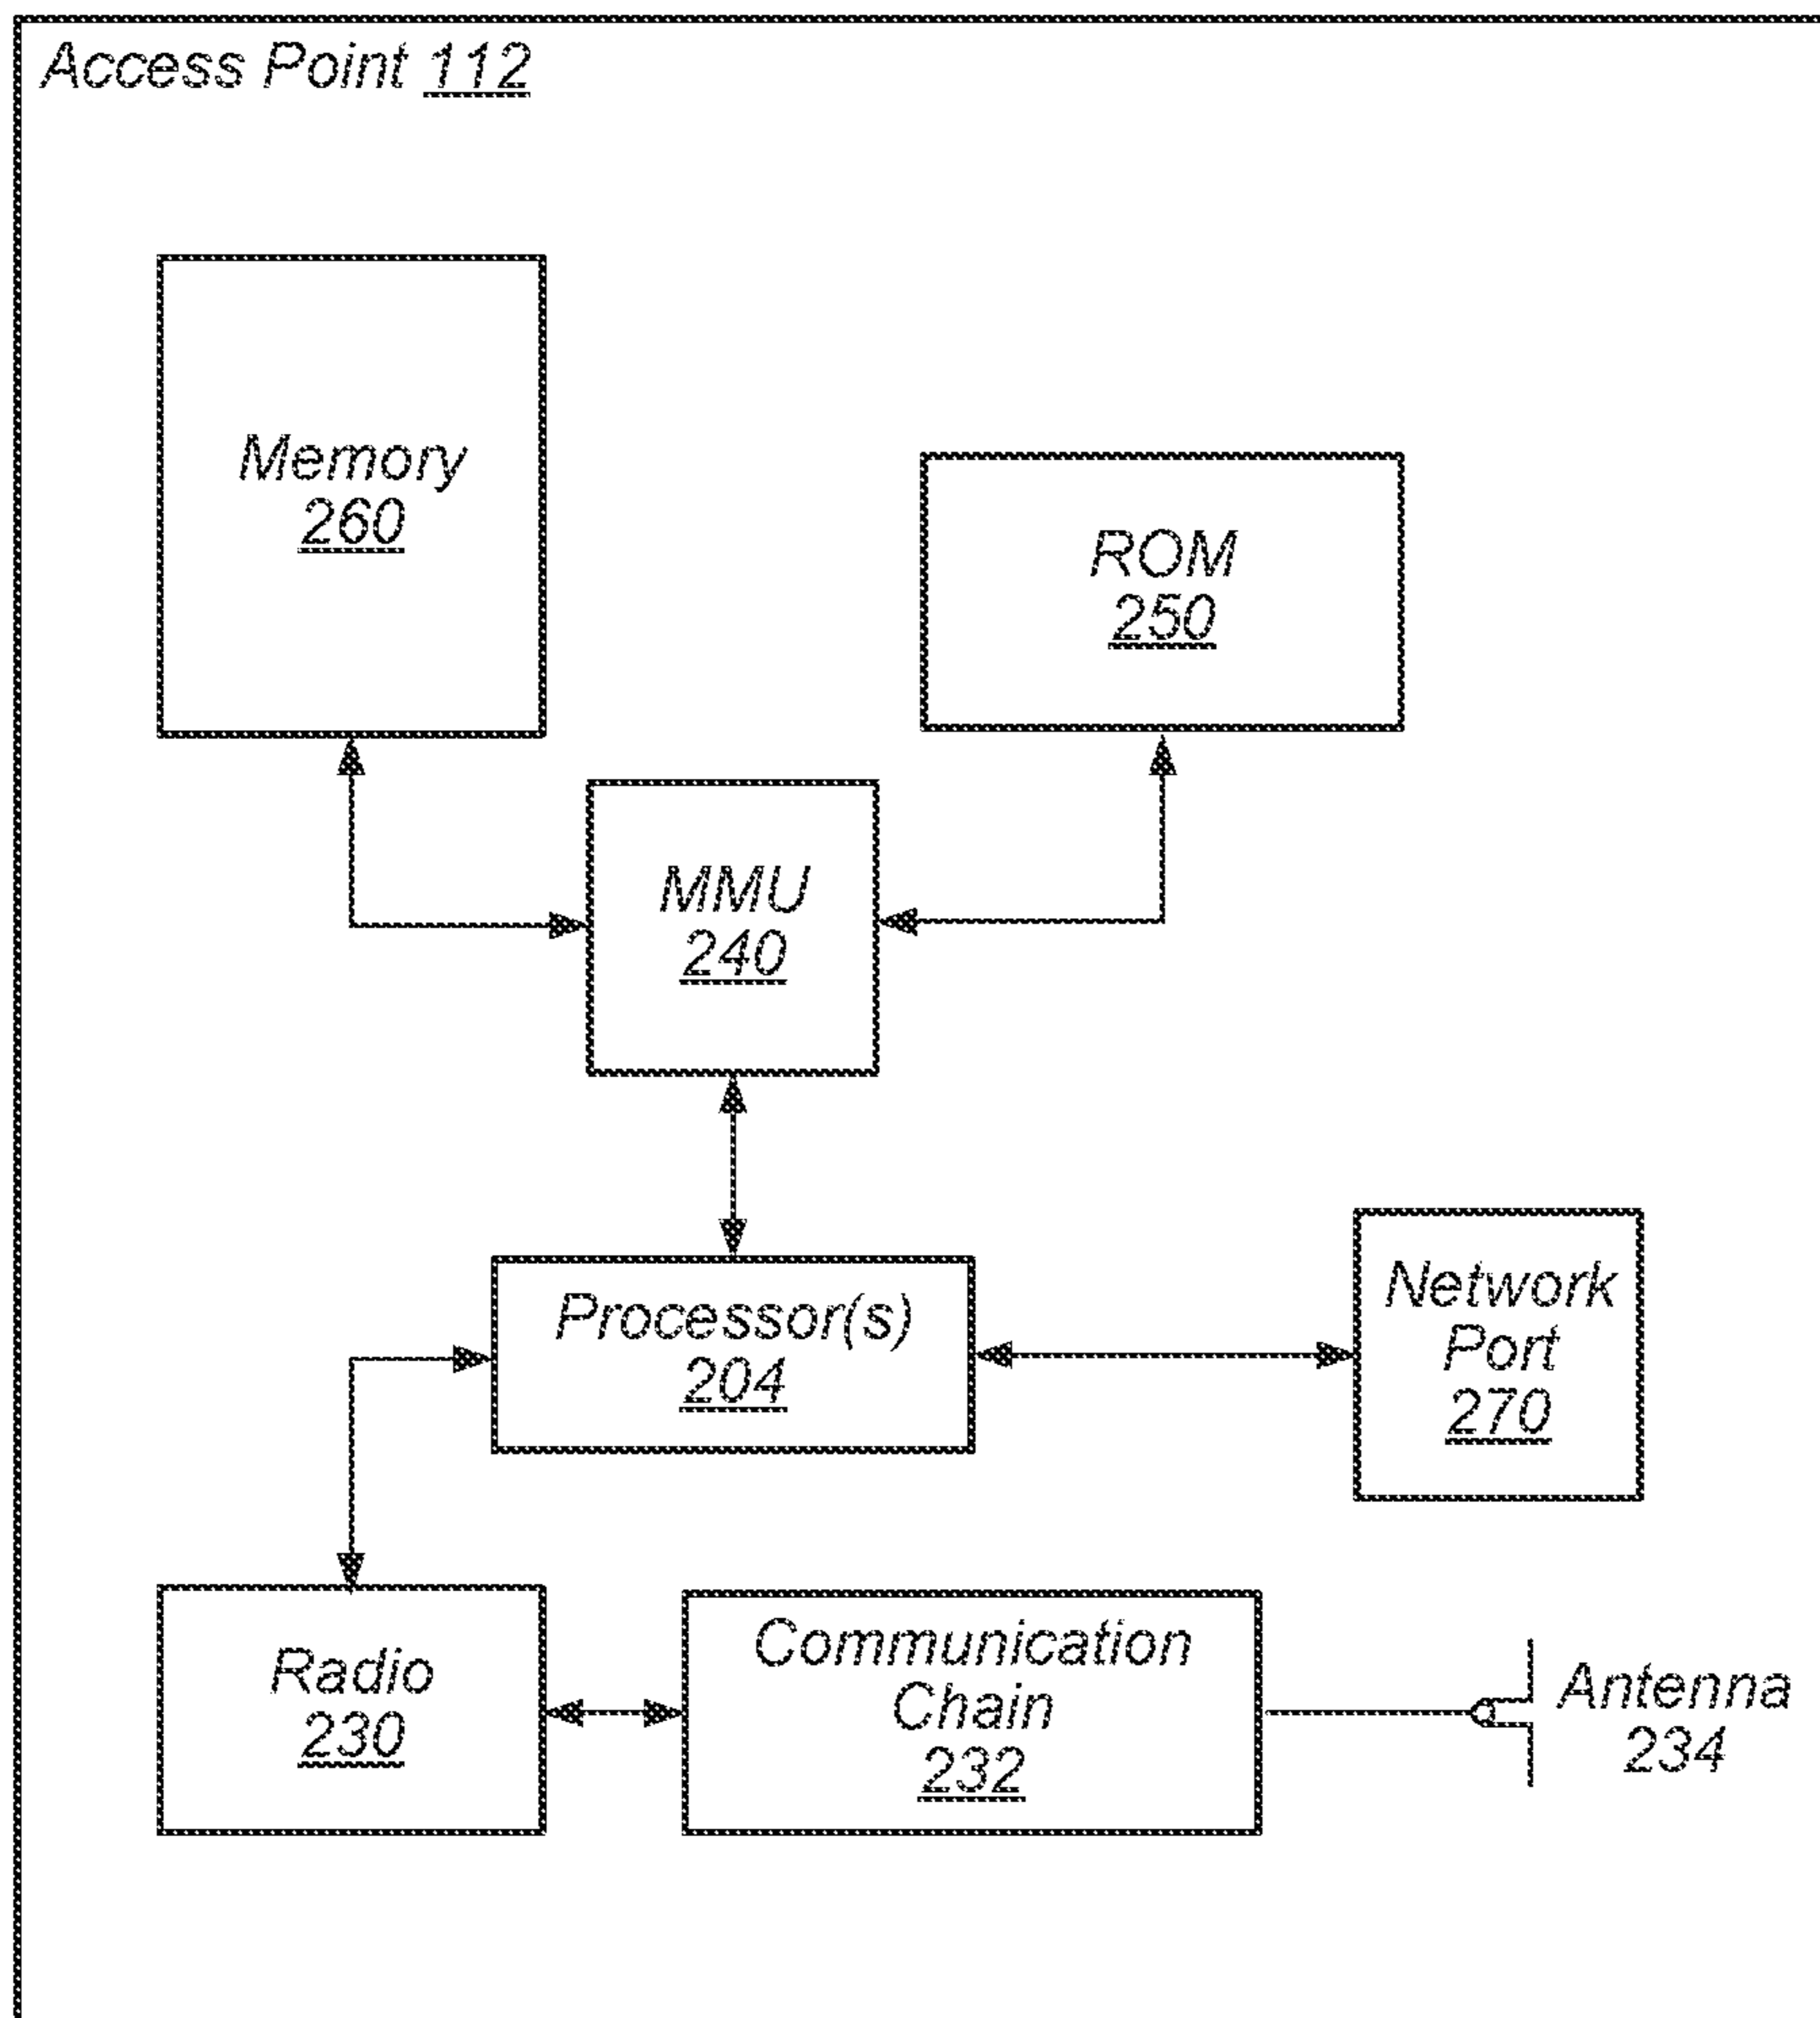 Access Point 112
Memory
260
ROM
250
MMU
240
Processor(s)
204
Network
Port
270
Radio
230
Communication
Chain
232
Antenna
234